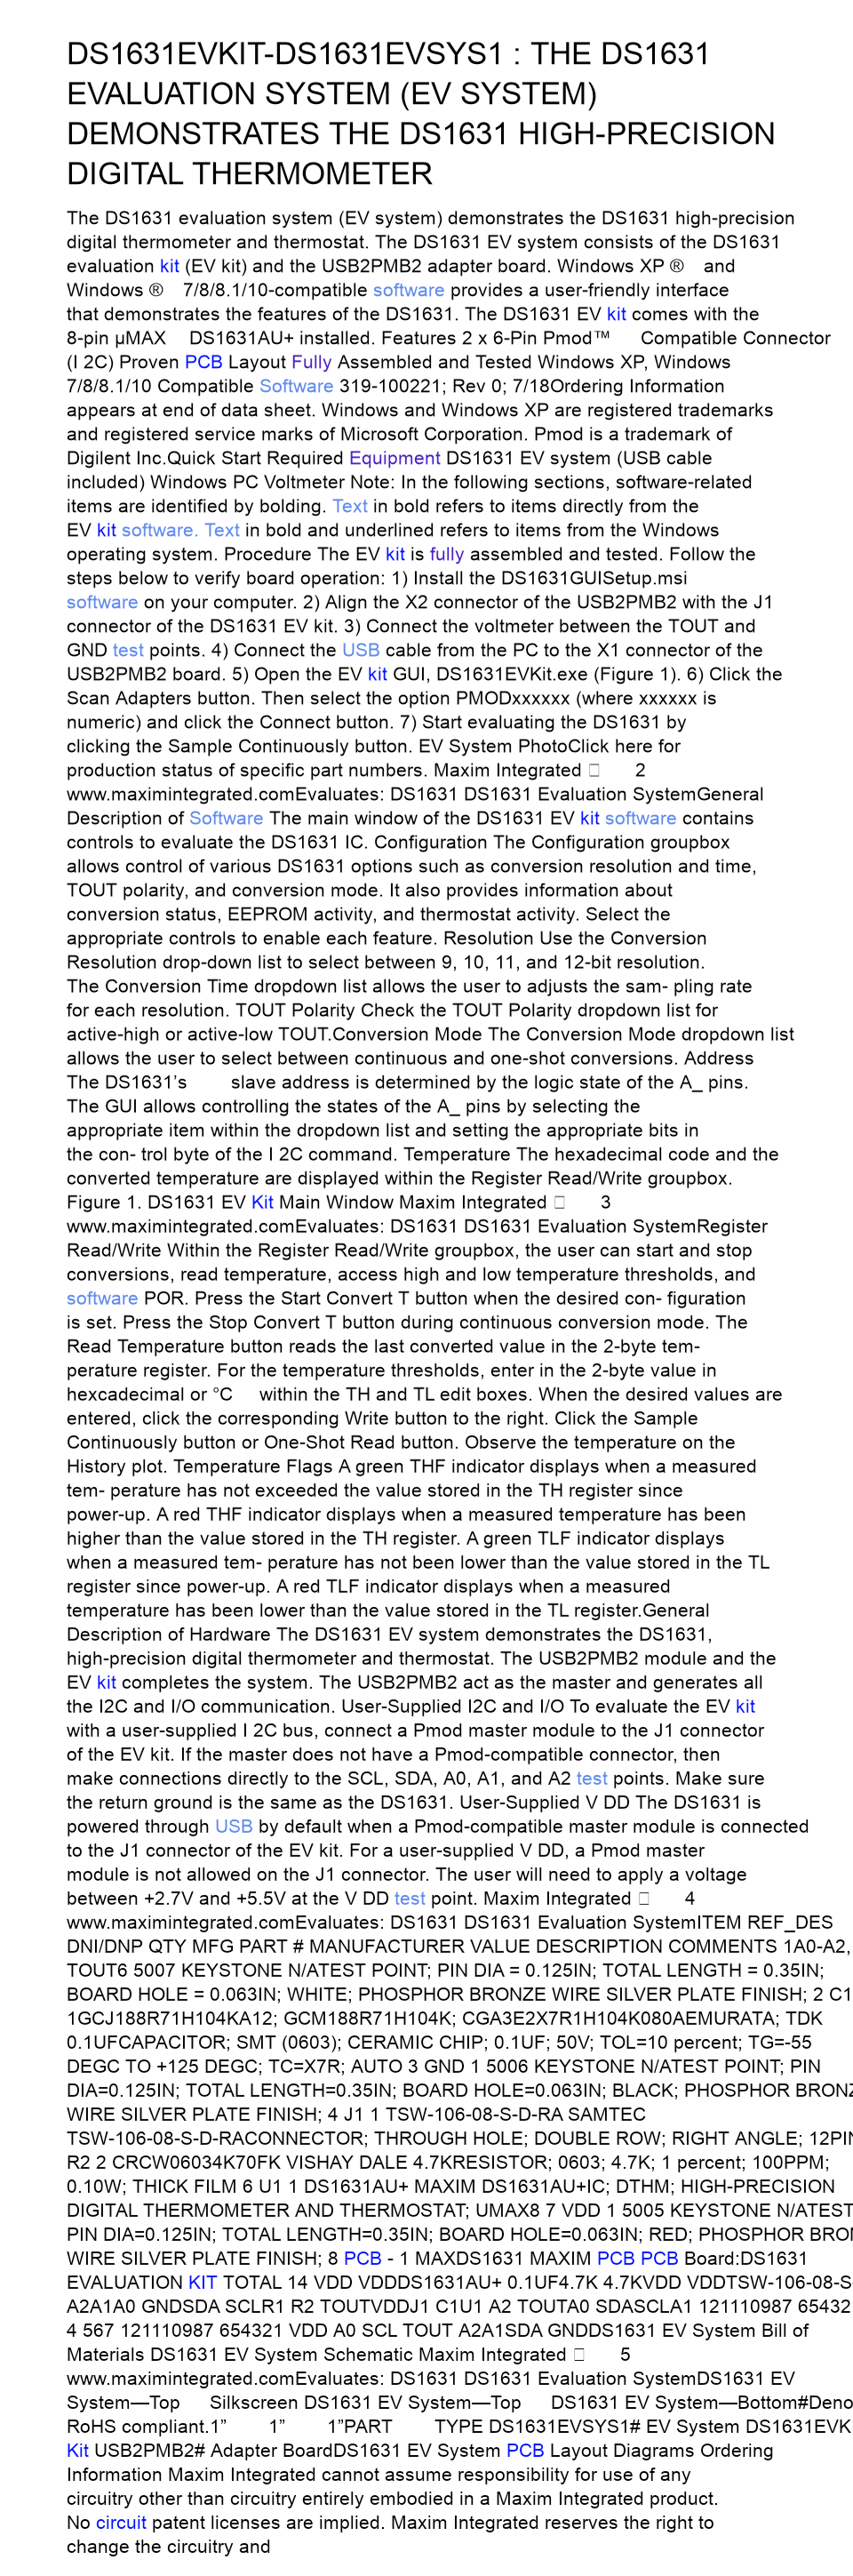 DS1631EVKIT-DS1631EVSYS1 : THE DS1631
EVALUATION SYSTEM (EV SYSTEM)
DEMONSTRATES THE DS1631 HIGH-PRECISION
DIGITAL THERMOMETER
The DS1631 evaluation system (EV system) demonstrates the DS1631 high-precision
digital thermometer and thermostat. The DS1631 EV system consists of the DS1631
evaluation kit (EV kit) and the USB2PMB2 adapter board. Windows XP ® and
Windows ® 7/8/8.1/10-compatible software provides a user-friendly interface
that demonstrates the features of the DS1631. The DS1631 EV kit comes with the
8-pin µMAX DS1631AU+ installed. Features 2 x 6-Pin Pmod™ Compatible Connector
(I 2C) Proven PCB Layout Fully Assembled and Tested Windows XP, Windows
7/8/8.1/10 Compatible Software 319-100221; Rev 0; 7/18Ordering Information
appears at end of data sheet. Windows and Windows XP are registered trademarks
and registered service marks of Microsoft Corporation. Pmod is a trademark of
Digilent Inc.Quick Start Required Equipment DS1631 EV system (USB cable
included) Windows PC Voltmeter Note: In the following sections, software-related
items are identified by bolding. Text in bold refers to items directly from the
EV kit software. Text in bold and underlined refers to items from the Windows
operating system. Procedure The EV kit is fully assembled and tested. Follow the
steps below to verify board operation: 1) Install the DS1631GUISetup.msi
software on your computer. 2) Align the X2 connector of the USB2PMB2 with the J1
connector of the DS1631 EV kit. 3) Connect the voltmeter between the TOUT and
GND test points. 4) Connect the USB cable from the PC to the X1 connector of the
USB2PMB2 board. 5) Open the EV kit GUI, DS1631EVKit.exe (Figure 1). 6) Click the
Scan Adapters button. Then select the option PMODxxxxxx (where xxxxxx is
numeric) and click the Connect button. 7) Start evaluating the DS1631 by
clicking the Sample Continuously button. EV System PhotoClick here for
production status of specific part numbers. Maxim Integrated 2
www.maximintegrated.comEvaluates: DS1631 DS1631 Evaluation SystemGeneral
Description of Software The main window of the DS1631 EV kit software contains
controls to evaluate the DS1631 IC. Configuration The Configuration groupbox
allows control of various DS1631 options such as conversion resolution and time,
TOUT polarity, and conversion mode. It also provides information about
conversion status, EEPROM activity, and thermostat activity. Select the
appropriate controls to enable each feature. Resolution Use the Conversion
Resolution drop-down list to select between 9, 10, 11, and 12-bit resolution.
The Conversion Time dropdown list allows the user to adjusts the sam- pling rate
for each resolution. TOUT Polarity Check the TOUT Polarity dropdown list for
active-high or active-low TOUT.Conversion Mode The Conversion Mode dropdown list
allows the user to select between continuous and one-shot conversions. Address
The DS1631’s slave address is determined by the logic state of the A_ pins.
The GUI allows controlling the states of the A_ pins by selecting the
appropriate item within the dropdown list and setting the appropriate bits in
the con- trol byte of the I 2C command. Temperature The hexadecimal code and the
converted temperature are displayed within the Register Read/Write groupbox.
Figure 1. DS1631 EV Kit Main Window Maxim Integrated 3
www.maximintegrated.comEvaluates: DS1631 DS1631 Evaluation SystemRegister
Read/Write Within the Register Read/Write groupbox, the user can start and stop
conversions, read temperature, access high and low temperature thresholds, and
software POR. Press the Start Convert T button when the desired con- figuration
is set. Press the Stop Convert T button during continuous conversion mode. The
Read Temperature button reads the last converted value in the 2-byte tem-
perature register. For the temperature thresholds, enter in the 2-byte value in
hexcadecimal or °C within the TH and TL edit boxes. When the desired values are
entered, click the corresponding Write button to the right. Click the Sample
Continuously button or One-Shot Read button. Observe the temperature on the
History plot. Temperature Flags A green THF indicator displays when a measured
tem- perature has not exceeded the value stored in the TH register since
power-up. A red THF indicator displays when a measured temperature has been
higher than the value stored in the TH register. A green TLF indicator displays
when a measured tem- perature has not been lower than the value stored in the TL
register since power-up. A red TLF indicator displays when a measured
temperature has been lower than the value stored in the TL register.General
Description of Hardware The DS1631 EV system demonstrates the DS1631,
high-precision digital thermometer and thermostat. The USB2PMB2 module and the
EV kit completes the system. The USB2PMB2 act as the master and generates all
the I2C and I/O communication. User-Supplied I2C and I/O To evaluate the EV kit
with a user-supplied I 2C bus, connect a Pmod master module to the J1 connector
of the EV kit. If the master does not have a Pmod-compatible connector, then
make connections directly to the SCL, SDA, A0, A1, and A2 test points. Make sure
the return ground is the same as the DS1631. User-Supplied V DD The DS1631 is
powered through USB by default when a Pmod-compatible master module is connected
to the J1 connector of the EV kit. For a user-supplied V DD, a Pmod master
module is not allowed on the J1 connector. The user will need to apply a voltage
between +2.7V and +5.5V at the V DD test point. Maxim Integrated 4
www.maximintegrated.comEvaluates: DS1631 DS1631 Evaluation SystemITEM REF_DES
DNI/DNP QTY MFG PART # MANUFACTURER VALUE DESCRIPTION COMMENTS 1A0-A2,
TOUT6 5007 KEYSTONE N/ATEST POINT; PIN DIA = 0.125IN; TOTAL LENGTH = 0.35IN;
BOARD HOLE = 0.063IN; WHITE; PHOSPHOR BRONZE WIRE SILVER PLATE FINISH; 2 C1
1GCJ188R71H104KA12; GCM188R71H104K; CGA3E2X7R1H104K080AEMURATA; TDK
0.1UFCAPACITOR; SMT (0603); CERAMIC CHIP; 0.1UF; 50V; TOL=10 percent; TG=-55
DEGC TO +125 DEGC; TC=X7R; AUTO 3 GND 1 5006 KEYSTONE N/ATEST POINT; PIN
DIA=0.125IN; TOTAL LENGTH=0.35IN; BOARD HOLE=0.063IN; BLACK; PHOSPHOR BRONZ
WIRE SILVER PLATE FINISH; 4 J1 1 TSW-106-08-S-D-RA SAMTEC
TSW-106-08-S-D-RACONNECTOR; THROUGH HOLE; DOUBLE ROW; RIGHT ANGLE; 12PIN
R2 2 CRCW06034K70FK VISHAY DALE 4.7KRESISTOR; 0603; 4.7K; 1 percent; 100PPM;
0.10W; THICK FILM 6 U1 1 DS1631AU+ MAXIM DS1631AU+IC; DTHM; HIGH-PRECISION
DIGITAL THERMOMETER AND THERMOSTAT; UMAX8 7 VDD 1 5005 KEYSTONE N/ATEST
PIN DIA=0.125IN; TOTAL LENGTH=0.35IN; BOARD HOLE=0.063IN; RED; PHOSPHOR BRON
WIRE SILVER PLATE FINISH; 8 PCB - 1 MAXDS1631 MAXIM PCB PCB Board:DS1631
EVALUATION KIT TOTAL 14 VDD VDDDS1631AU+ 0.1UF4.7K 4.7KVDD VDDTSW-106-08-S
A2A1A0 GNDSDA SCLR1 R2 TOUTVDDJ1 C1U1 A2 TOUTA0 SDASCLA1 121110987 65432
4 567 121110987 654321 VDD A0 SCL TOUT A2A1SDA GNDDS1631 EV System Bill of
Materials DS1631 EV System Schematic Maxim Integrated 5
www.maximintegrated.comEvaluates: DS1631 DS1631 Evaluation SystemDS1631 EV
System—Top Silkscreen DS1631 EV System—Top DS1631 EV System—Bottom#Deno
RoHS compliant.1” 1” 1”PART TYPE DS1631EVSYS1# EV System DS1631EVK
Kit USB2PMB2# Adapter BoardDS1631 EV System PCB Layout Diagrams Ordering
Information Maxim Integrated cannot assume responsibility for use of any
circuitry other than circuitry entirely embodied in a Maxim Integrated product.
No circuit patent licenses are implied. Maxim Integrated reserves the right to
change the circuitry and